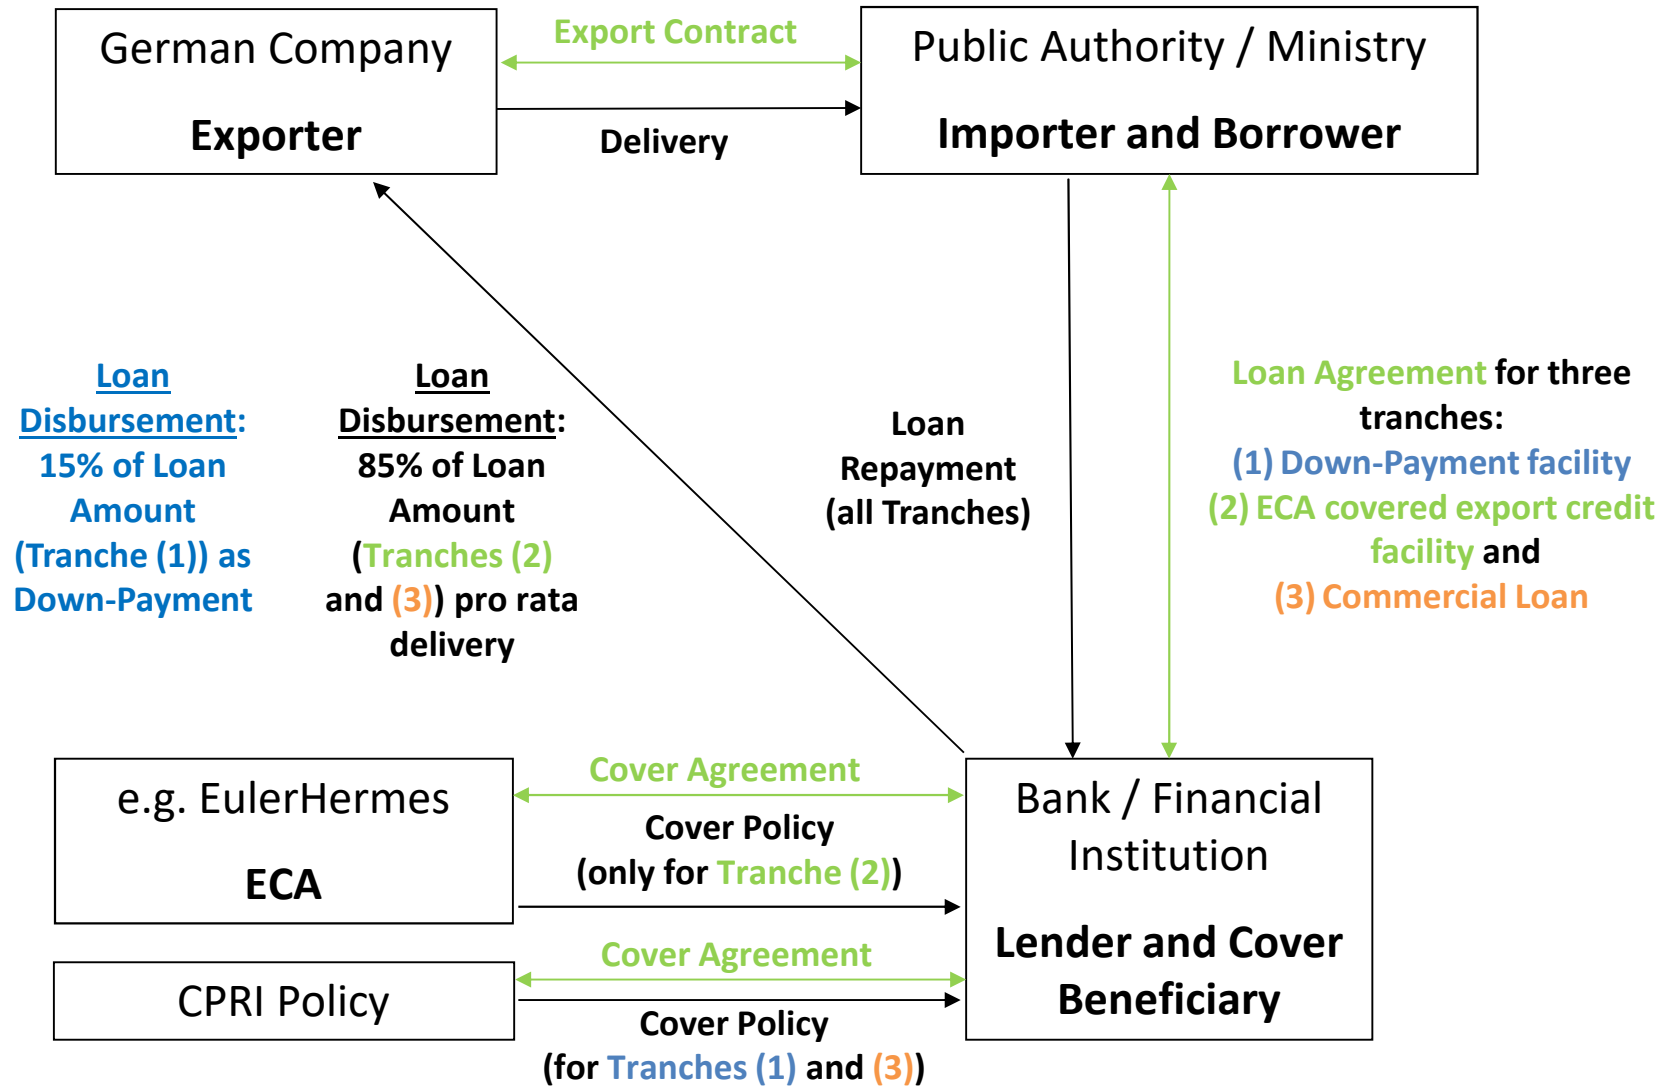 German Company
Exporter
Export Contract
Delivery
Public Authority / Ministry
Importer and Borrower
Loan
Disbursement:
15% of Loan
Amount
(Tranche (1)) as
Down-Payment
Loan
Disbursement:
85% of Loan
Amount
(Tranches (2)
and (3)) pro rata
delivery
Loan
Repayment
(all Tranches)
Loan Agreement for three
tranches:
(1) Down-Payment facility
(2) ECA covered export credit
facility and
(3) Commercial Loan
e.g. EulerHermes
ECA
Cover Agreement
Cover Policy
(only for Tranche (2))
Bank / Financial
Institution
Lender and Cover
Beneficiary
CPRI Policy
Cover Agreement
Cover Policy
(for Tranches (1) and (3))